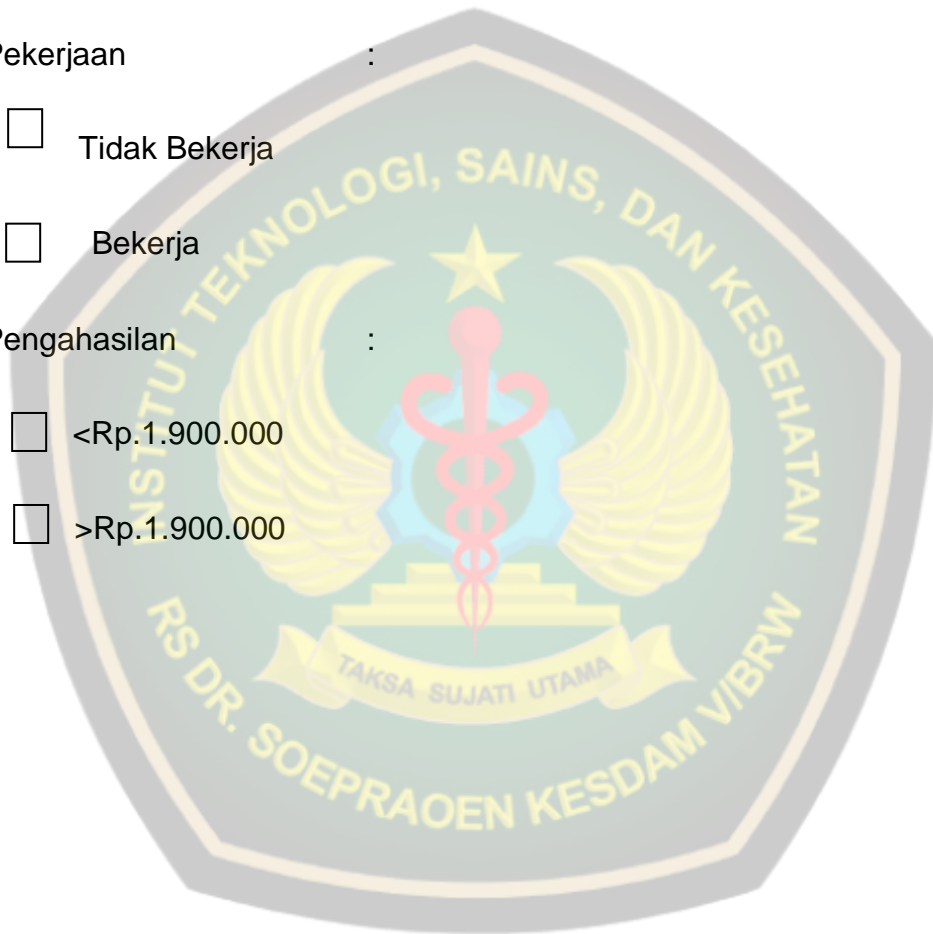 Pekerjaan :
Tidak Bekerja
Bekerja
Pengahasilan :
<Rp.1.900.000
>Rp.1.900.000
INSTITUT TEKNOLOGI, SAINS, DAN KESEHATAN
TAKSA SUJATI UTAMA
RS DR. SOEPRAOEN KESDAM V/BRW